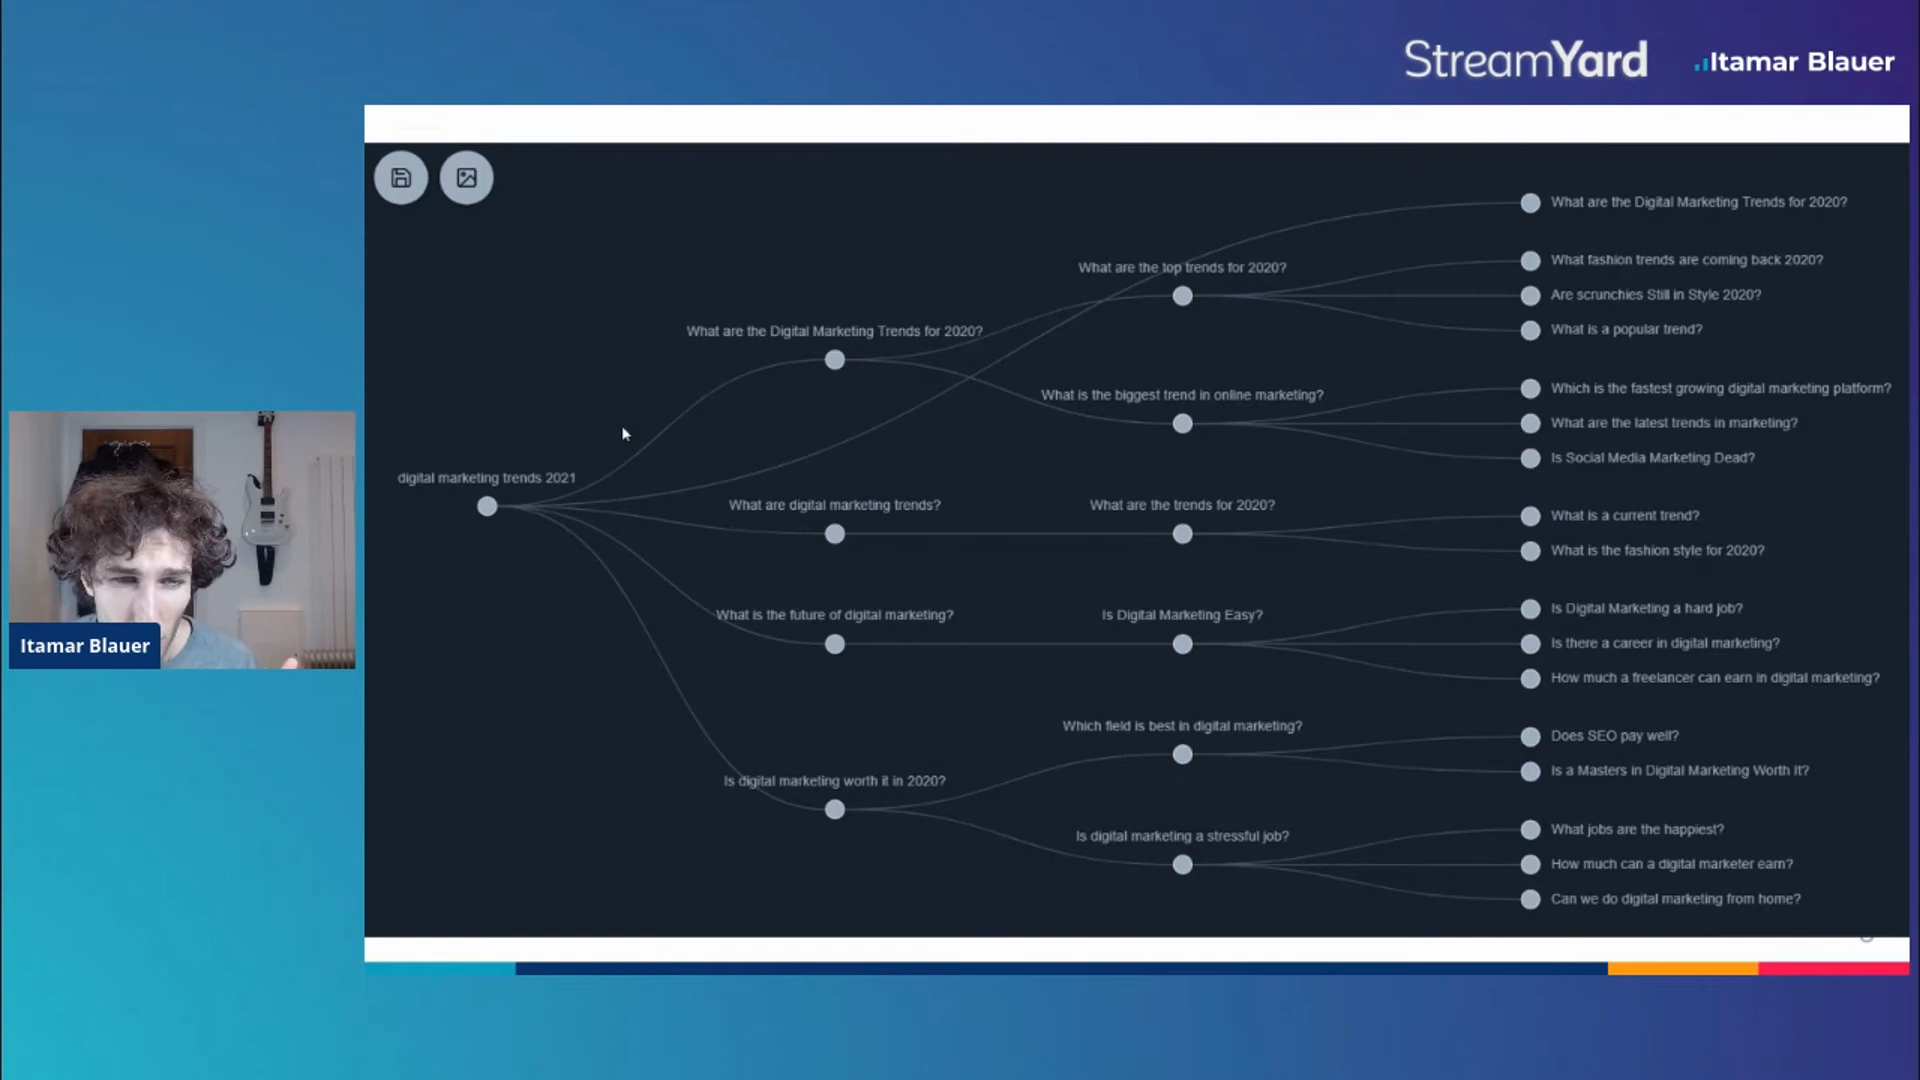 StreamYard
Itamar Blauer
What are the Digital Marketing Trends for 2020?
What are the top trends for 2020?
What fashion trends are coming back 2020?
Are scrunchies Still in Style 2020?
What is a popular trend?
What are the Digital Marketing Trends for 2020?
What is the biggest trend in online marketing?
Which is the fastest growing digital marketing platform?
What are the latest trends in marketing?
Is Social Media Marketing Dead?
digital marketing trends 2021
What are digital marketing trends?
What are the trends for 2020?
What is a current trend?
What is the fashion style for 2020?
What is the future of digital marketing?
Is Digital Marketing Easy?
Is Digital Marketing a hard job?
Is there a career in digital marketing?
How much a freelancer can earn in digital marketing?
Which field is best in digital marketing?
Does SEO pay well?
Is a Masters in Digital Marketing Worth It?
Is digital marketing worth it in 2020?
Is digital marketing a stressful job?
What jobs are the happiest?
How much can a digital marketer earn?
Can we do digital marketing from home?
Itamar Blauer